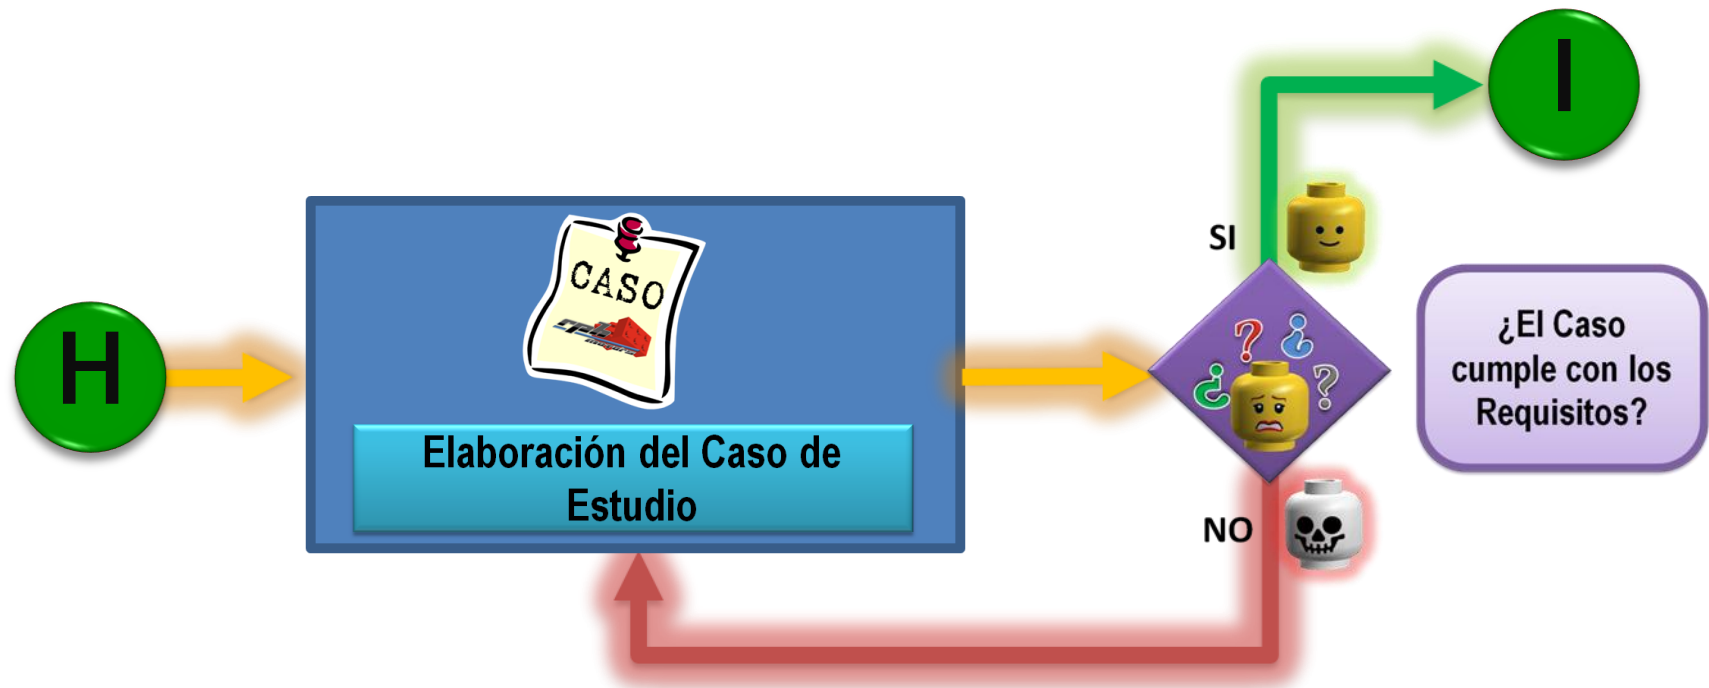 I
SI
CASO
H
¿El Caso
cumple con los
Requisitos?
Elaboración del Caso de
Estudio
NO